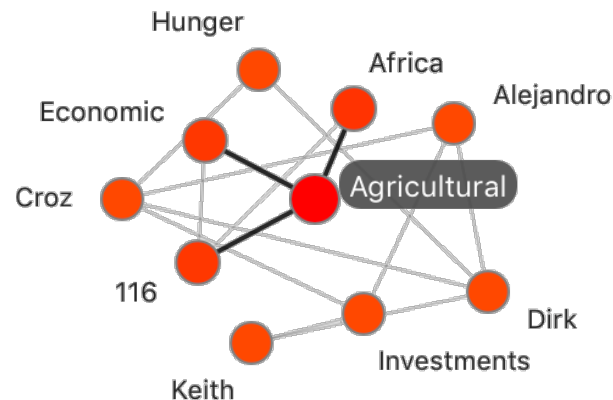 Hunger
Africa
Alejandro
Economic
Agricultural
Croz
116
Dirk
Investments
Keith